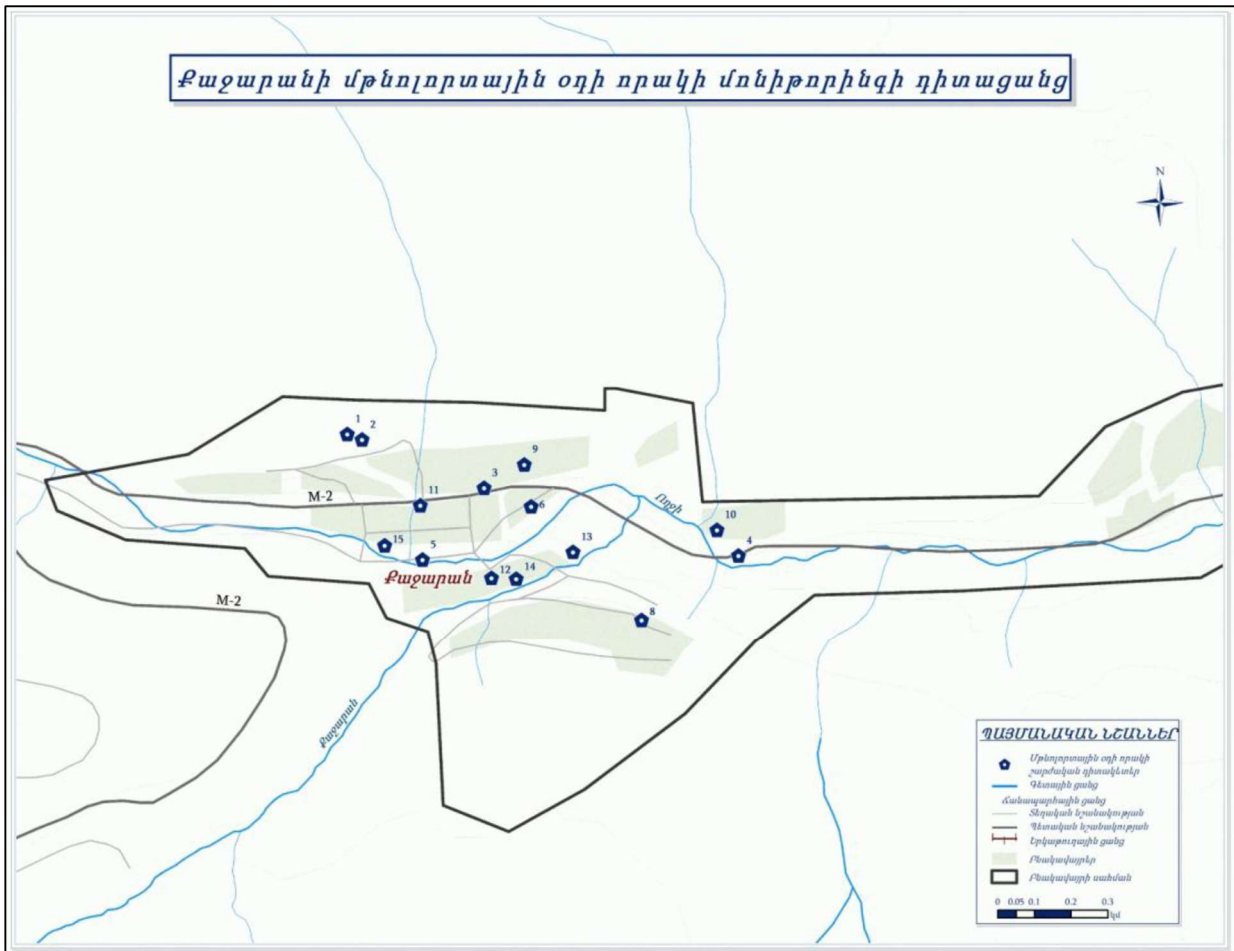 Քաջարանի մթնոլորտային օդի որակի մոնիթորինգի դիտացանց
N
1
2
9
3
M-2
11
6
Ողջի
10
13
15
5
4
Քաջարան
12
14
M-2
8
Քաջարան
ՊԱՅՄԱՆԱԿԱՆ ՆՇԱՆՆԵՐ
Մթնոլորտային օդի որակի
շարժական դիտակետեր
Գետային ցանց
Ճանապարհային ցանց
Տեղական նշանակության
Պետական նշանակության
Երկաթուղային ցանց
Բնակավայրեր
Բնակավայրի սահման
0 0.05 0.1 0.2 0.3
կմ